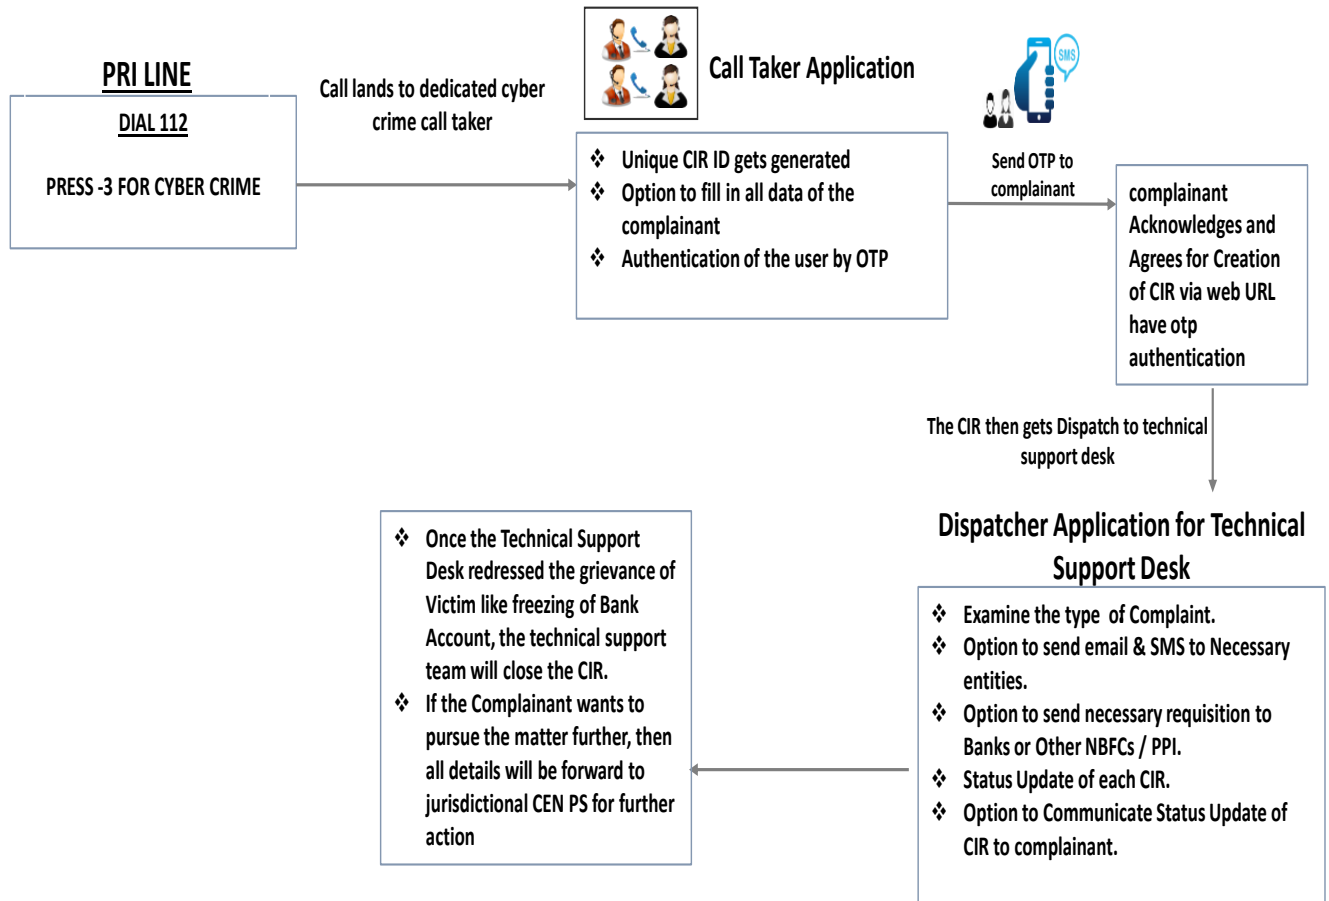 PRI LINE
DIAL 112
PRESS -3 FOR CYBER CRIME
Call lands to dedicated cyber
crime call taker
Call Taker Application
❖ Unique CIR ID gets generated
❖ Option to fill in all data of the
complainant
❖ Authentication of the user by OTP
SMS
Send OTP to
complainant
complainant
Acknowledges and
Agrees for Creation
of CIR via web URL
have otp
authentication
The CIR then gets Dispatch to technical
support desk
Dispatcher Application for Technical
Support Desk
❖ Examine the type of Complaint.
❖ Option to send email & SMS to Necessary
entities.
❖ Option to send necessary requisition to
Banks or Other NBFCs / PPI.
❖ Status Update of each CIR.
❖ Option to Communicate Status Update of
CIR to complainant.
❖ Once the Technical Support
Desk redressed the grievance of
Victim like freezing of Bank
Account, the technical support
team will close the CIR.
❖ If the Complainant wants to
pursue the matter further, then
all details will be forward to
jurisdictional CEN PS for further
action